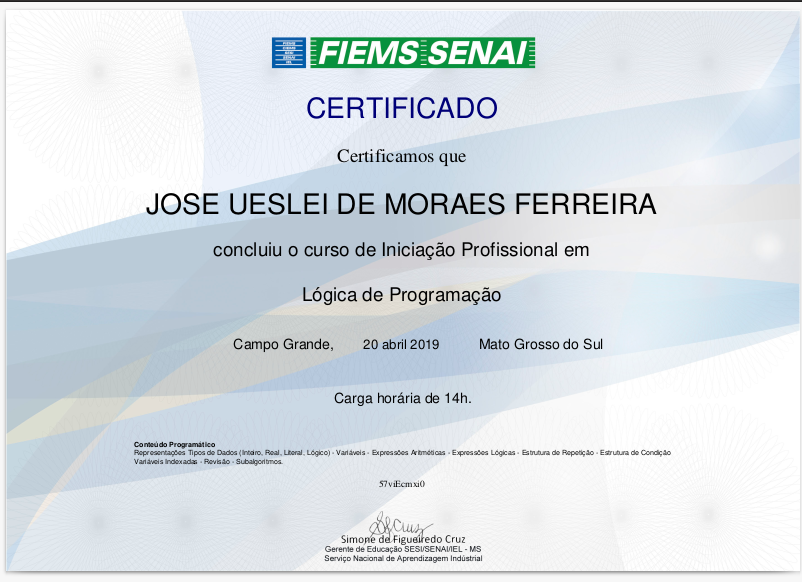 FIEMS SENAI
CERTIFICADO
Certificamos que
JOSE UESLEI DE MORAES FERREIRA
concluiu o curso de Iniciação Profissional em
Lógica de Programação
Campo Grande, 20 abril 2019 Mato Grosso do Sul
Carga horária de 14h.
Conteúdo Programático
Representações Tipos de Dados (Inteiro, Real, Literal, Lógico) - Variáveis - Expressões Aritméticas - Expressões Lógicas - Estrutura de Repetição - Estrutura de Condição
Variáveis Indexadas - Revisão - Subalgoritmos.
57viEcmxi0
Simone de Figueiredo Cruz
Gerente de Educação SESI/SENAI/IEL - MS
Serviço Nacional de Aprendizagem Indústrial